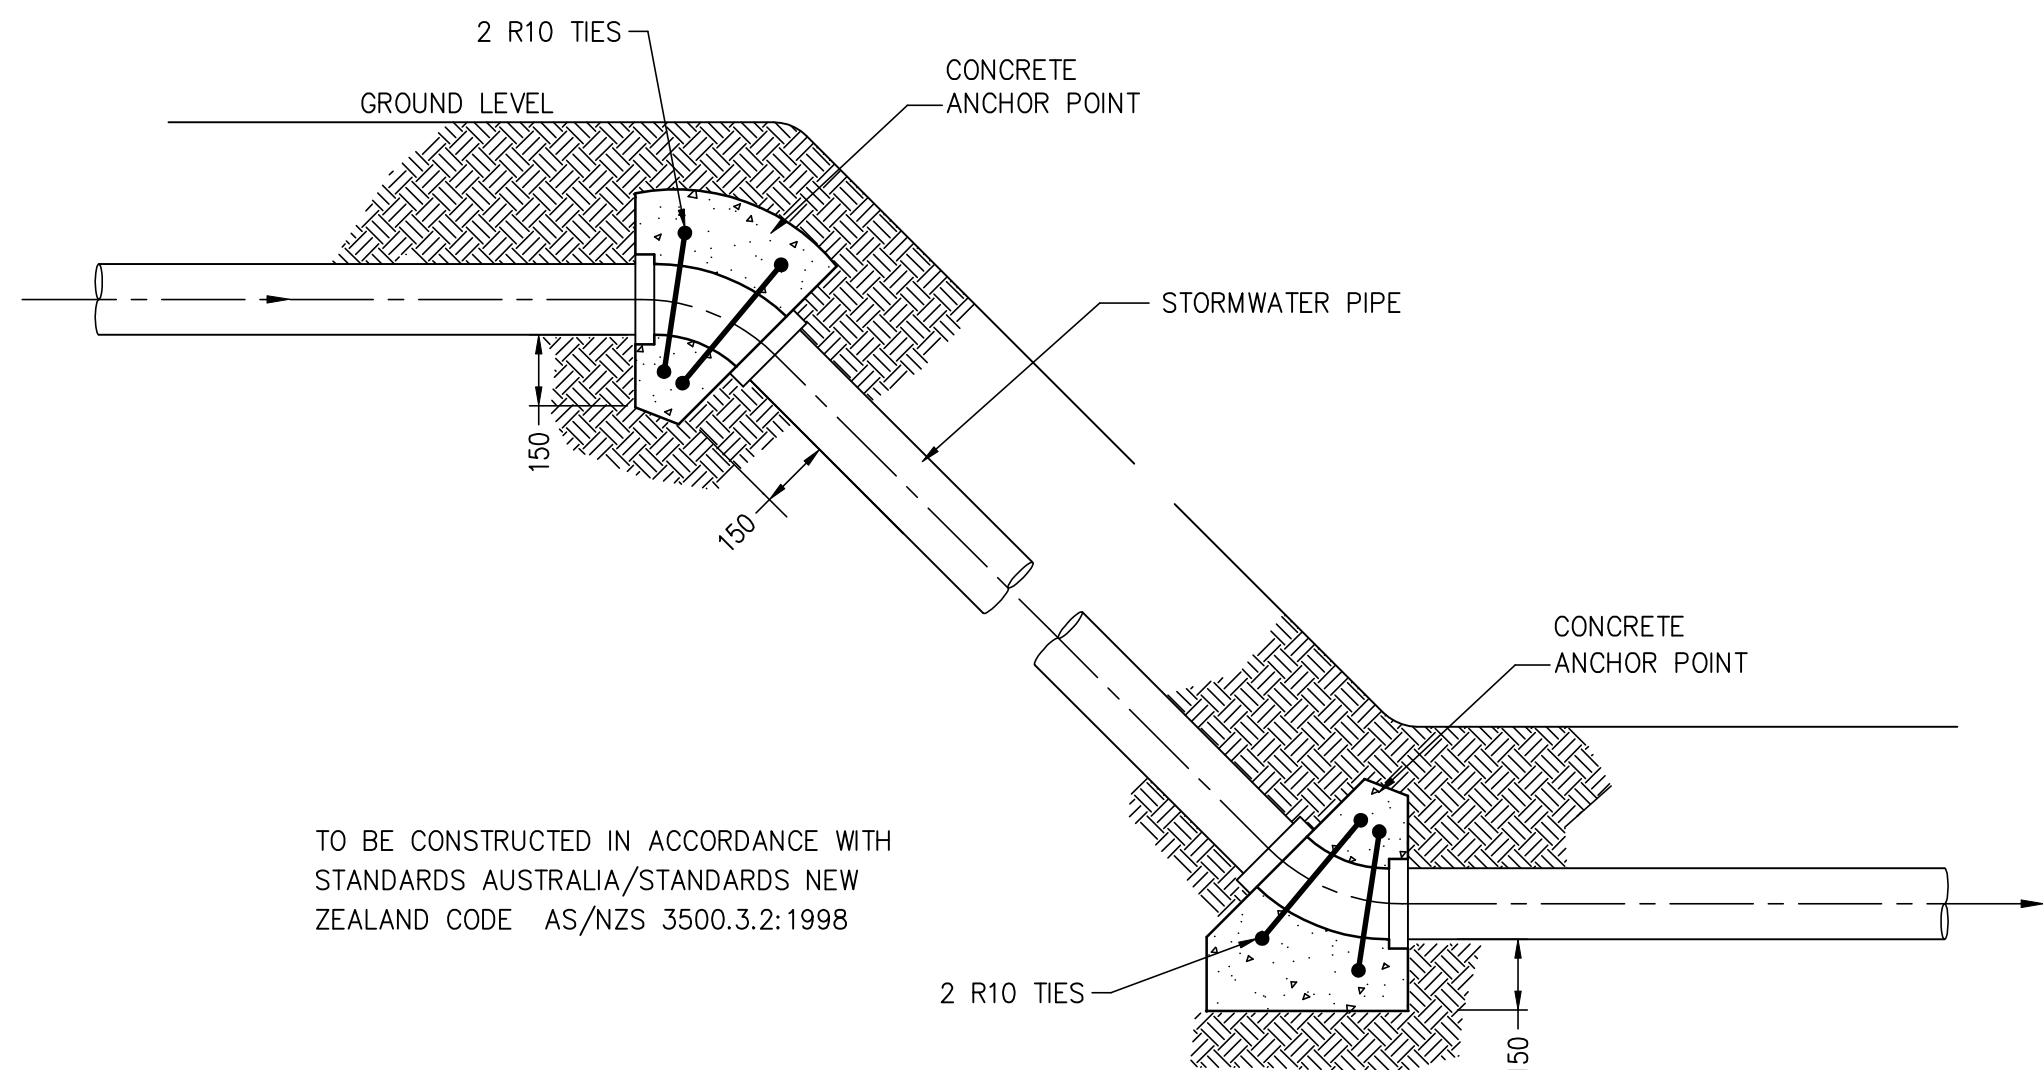 2 R10 TIES
CONCRETE
ANCHOR POINT
GROUND LEVEL
STORMWATER PIPE
150
150
CONCRETE
ANCHOR POINT
TO BE CONSTRUCTED IN ACCORDANCE WITH
STANDARDS AUSTRALIA/STANDARDS NEW
ZEALAND CODE AS/NZS 3500.3.2:1998
2 R10 TIES